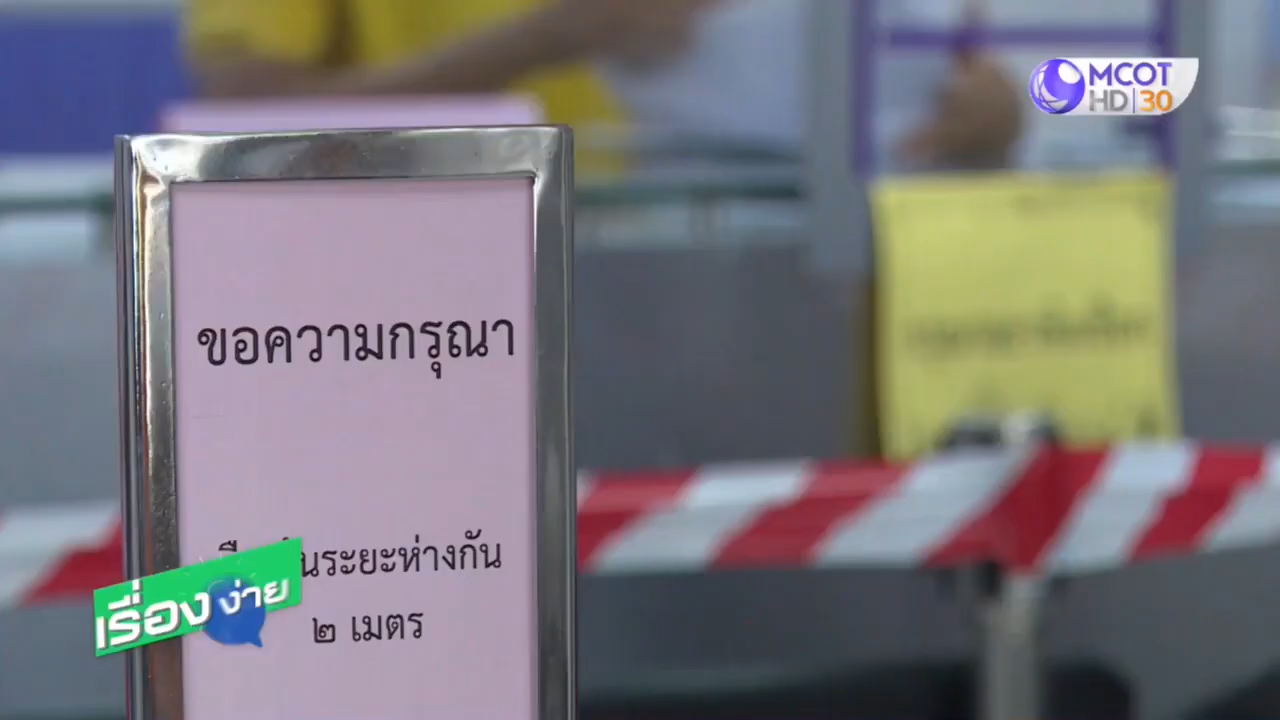 MCOT
HD 30
ขอความกรุณา
ระยะห่างกัน
๒ เมตร
เรื่องง่าย